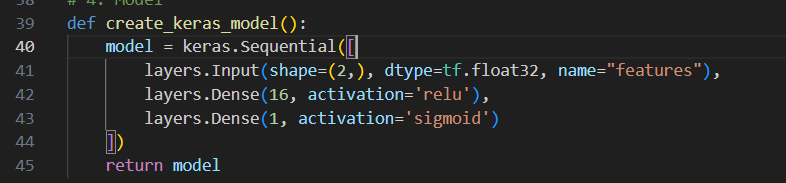 38 # 4. Model
39 def create_keras_model():
40 model = keras.Sequential([
41 layers.Input(shape=(2,), dtype=tf.float32, name="features"),
42 layers.Dense(16, activation='relu'),
43 layers.Dense(1, activation='sigmoid')
44 ])
45 return model